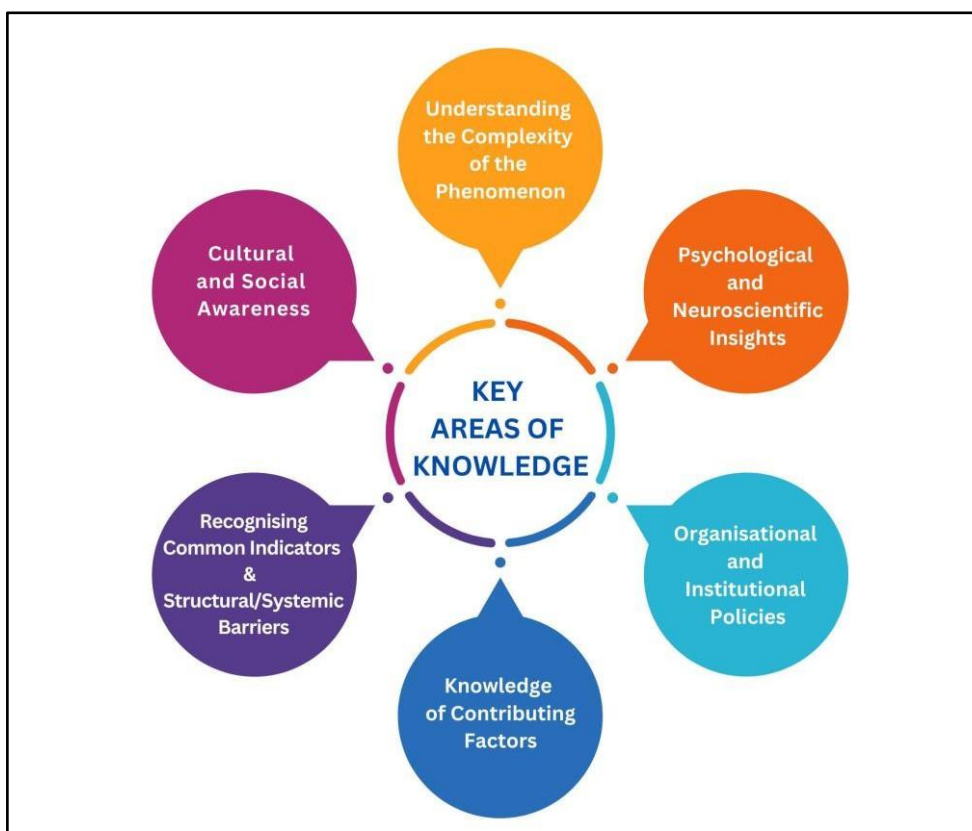 Understanding
the Complexity
of the
Phenomenon
Psychological
and
Neuroscientific
Insights
Organisational
and
Institutional
Policies
Knowledge
of Contributing
Factors
Recognising
Common Indicators
&
Structural/Systemic
Barriers
Cultural
and Social
Awareness
KEY
AREAS OF
KNOWLEDGE